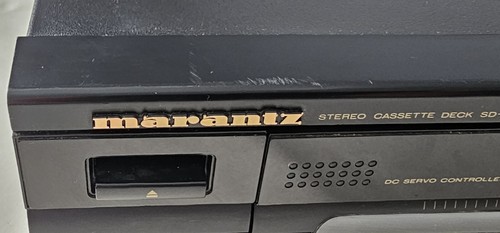 marantz STEREO CASSETTE DECK SD-
DC SERVO CONTROLLE